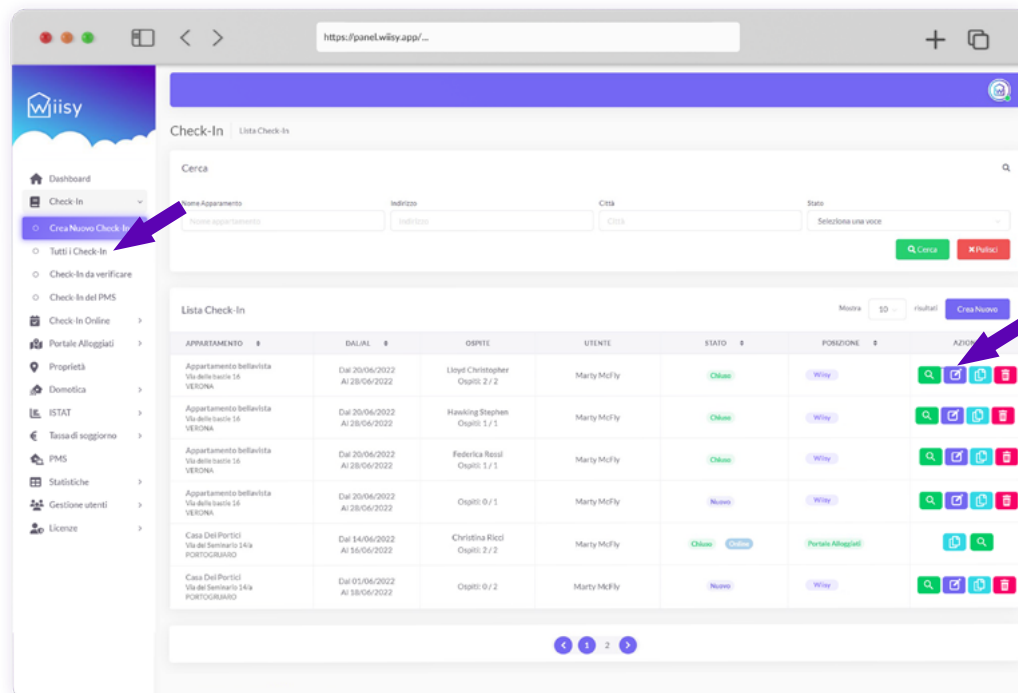 https://panel.wiisy.app/...
Wiisy
Check-In Lista Check-In
Dashboard
Check-In
Crea Nuovo Check-In
Tutti i Check-In
Check-In da verificare
Check-In del PMS
Check-In Online
Portale Alloggiati
Proprietà
Domotica
ISTAT
Tassa di soggiorno
PMS
Statistiche
Gestione utenti
Licenze
Cerca
Nome Apparamento Indirizzo Città Stato
Nome appartamento Indirizzo Città Seleziona una voce
Cerca Pulisci
Lista Check-In Mostra 10 risultati Crea Nuovo
APPARTAMENTO DAL/AL OSPITE UTENTE STATO POSIZIONE
Appartamento bellavista
Via delle bastie 16
VERONA
Dal 20/06/2022
Al 28/06/2022
Lloyd Christopher
Ospiti: 2 / 2
Marty McFly
Chiuso
Wiisy
Appartamento bellavista
Via delle bastie 16
VERONA
Dal 20/06/2022
Al 28/06/2022
Hawking Stephen
Ospiti: 1 / 1
Marty McFly
Chiuso
Wiisy
Appartamento bellavista
Via delle bastie 16
VERONA
Dal 20/06/2022
Al 28/06/2022
Federica Rossi
Ospiti: 1 / 1
Marty McFly
Chiuso
Wiisy
Appartamento bellavista
Via delle bastie 16
VERONA
Dal 20/06/2022
Al 28/06/2022
Ospiti: 0 / 1
Marty McFly
Nuovo
Wiisy
Casa Dei Portici
Via del Seminario 14/a
PORTOGRUARO
Dal 14/06/2022
Al 16/06/2022
Christina Ricci
Ospiti: 2 / 2
Marty McFly
Chiuso Online
Portale Alloggiati
Casa Dei Portici
Via del Seminario 14/a
PORTOGRUARO
Dal 01/06/2022
Al 18/06/2022
Ospiti: 0 / 2
Marty McFly
Nuovo
Wiisy
1 2